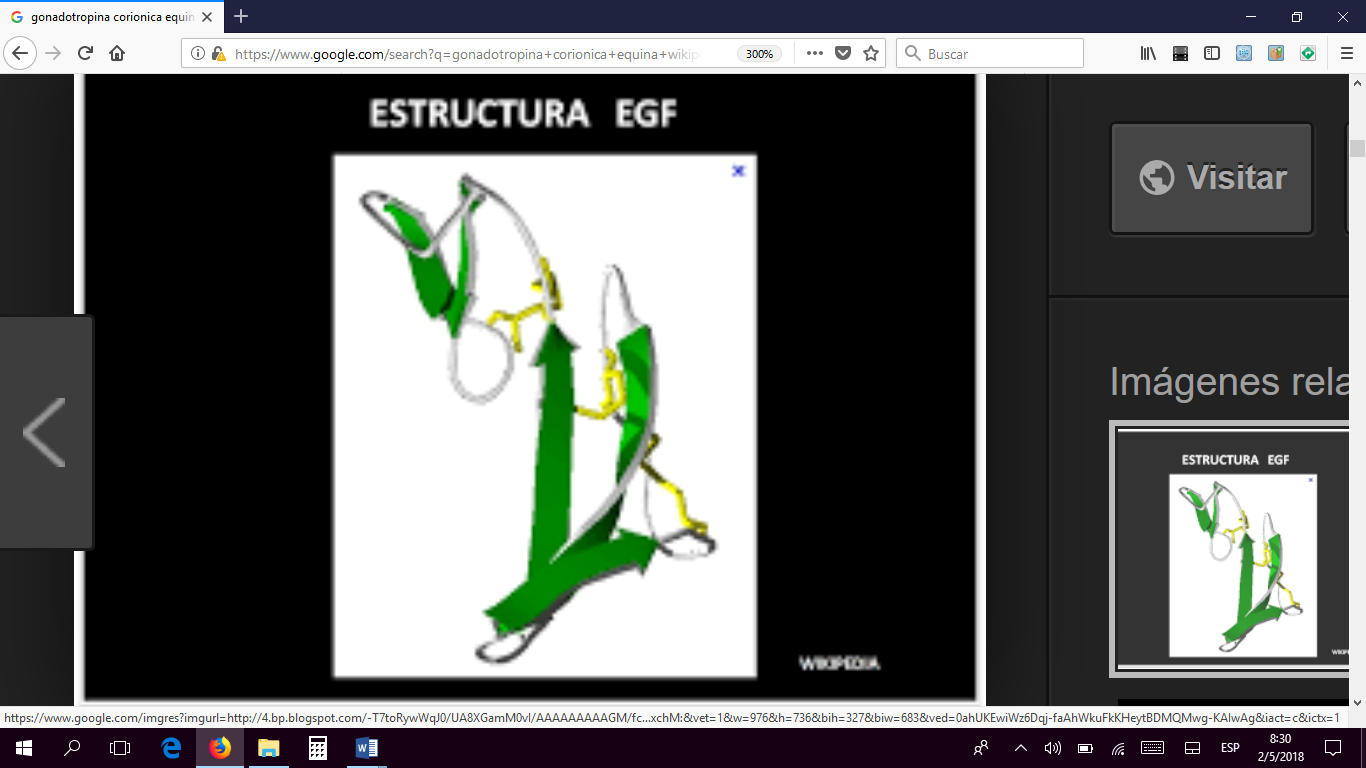 gonadotropina corionica equin
https://www.google.com/search?q=gonadotropina+corionica+equina+wikip
300%
Buscar
ESTRUCTURA EGF
WIKIPEDIA
Visitar
Imágenes rela
ESTRUCTURA EGF
https://www.google.com/imgres?imgurl=http://4.bp.blogspot.com/-T7toRywWqJ0/UA8XGamM0vI/AAAAAAAAAGM/fc...xchM:&vet=1&w=976&h=736&bih=327&biw=683&ved=0ahUKEwiWz6Dqj-faAhWkuFkKHeytBDMQMwg-KAIwAg&iact=c&ictx=1
ESP
8:30
2/5/2018